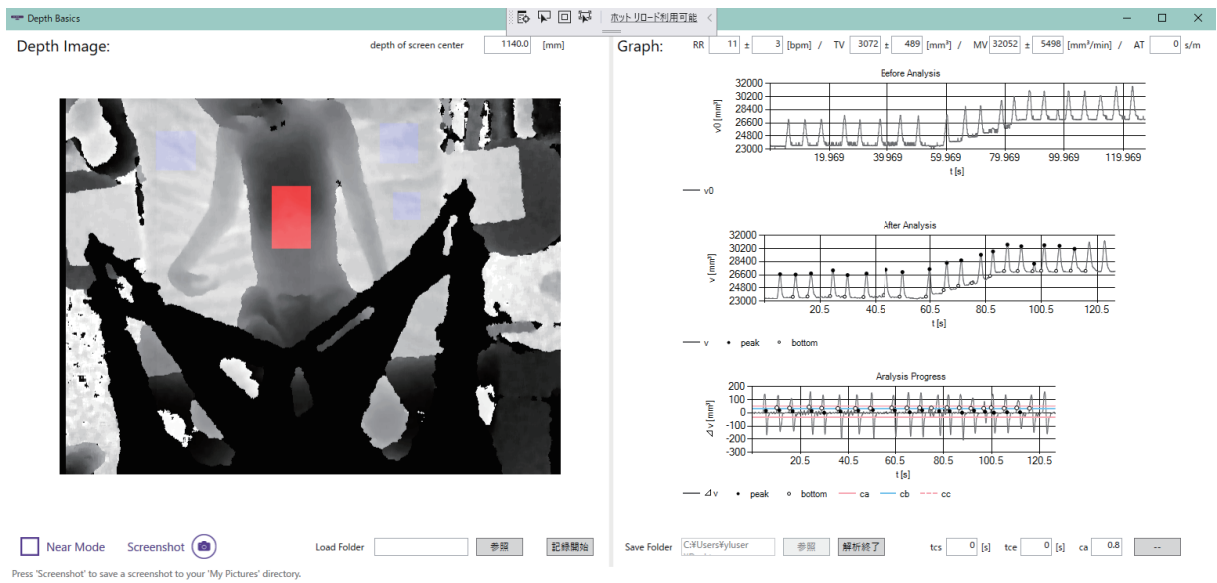 Depth Basics
ホット リロード利用可能
Depth Image:
depth of screen center 1140.0 [mm]
Graph: RR 11 ± 3 [bpm] / TV 3072 ± 489 [mm³] / MV 32052 ± 5498 [mm³/min] / AT 0 s/m
Before Analysis
v0 [mm³]
32000
30200
28400
26600
24800
23000
19.969 39.969 59.969 79.969 99.969 119.969
t [s]
v0
After Analysis
v [mm³]
32000
30200
28400
26600
24800
23000
20.5 40.5 60.5 80.5 100.5 120.5
t [s]
v peak bottom
Analysis Progress
⊿v [mm³]
200
100
0
-100
-200
-300
20.5 40.5 60.5 80.5 100.5 120.5
t [s]
⊿v peak bottom ca cb cc
Near Mode Screenshot Load Folder 参照 記録開始
Save Folder C:¥Users¥yluser 参照 解析終了 tcs 0 [s] tce 0 [s] ca 0.8 --
Press 'Screenshot' to save a screenshot to your 'My Pictures' directory.